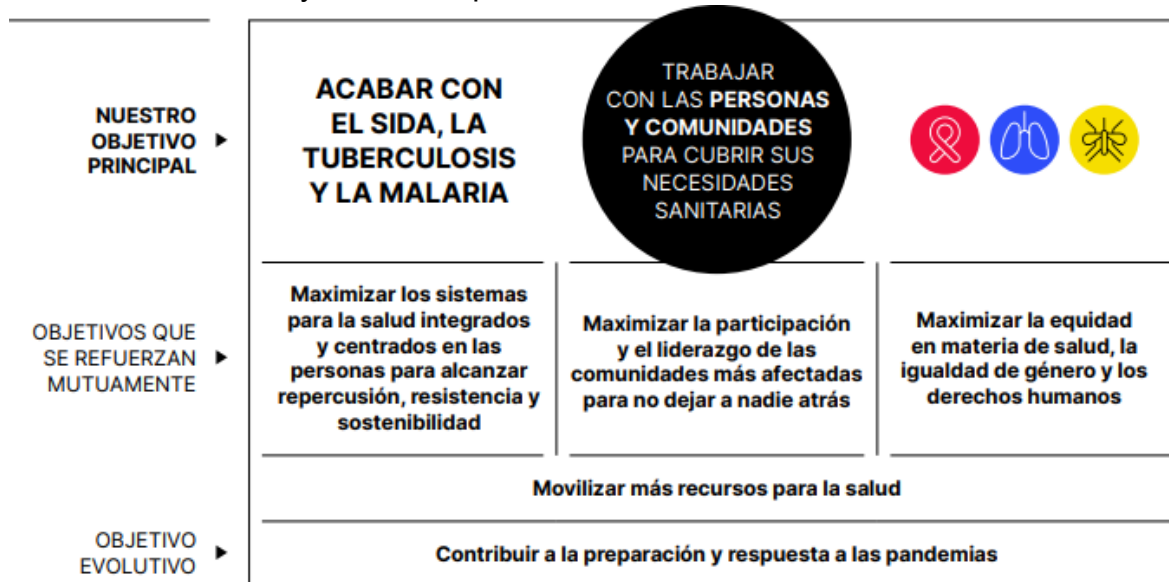 NUESTRO
OBJETIVO
PRINCIPAL
ACABAR CON
EL SIDA, LA
TUBERCULOSIS
Y LA MALARIA
TRABAJAR
CON LAS PERSONAS
Y COMUNIDADES
PARA CUBRIR SUS
NECESIDADES
SANITARIAS
OBJETIVOS QUE
SE REFUERZAN
MUTUAMENTE
Maximizar los sistemas
para la salud integrados
y centrados en las
personas para alcanzar
repercusión, resistencia y
sostenibilidad
Maximizar la participación
y el liderazgo de las
comunidades más afectadas
para no dejar a nadie atrás
Maximizar la equidad
en materia de salud, la
igualdad de género y los
derechos humanos
Movilizar más recursos para la salud
OBJETIVO
EVOLUTIVO
Contribuir a la preparación y respuesta a las pandemias